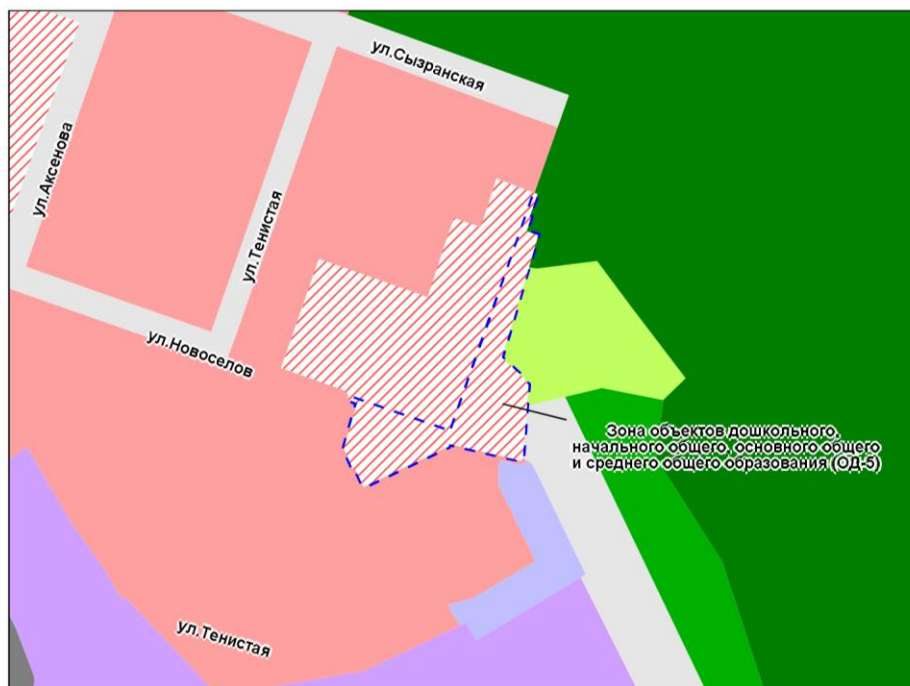 ул.Сызранская
ул.Аксенова
ул.Тенистая
ул.Новоселов
Зона объектов дошкольного,
начального общего, основного общего
и среднего общего образования (ОД-5)
ул.Тенистая